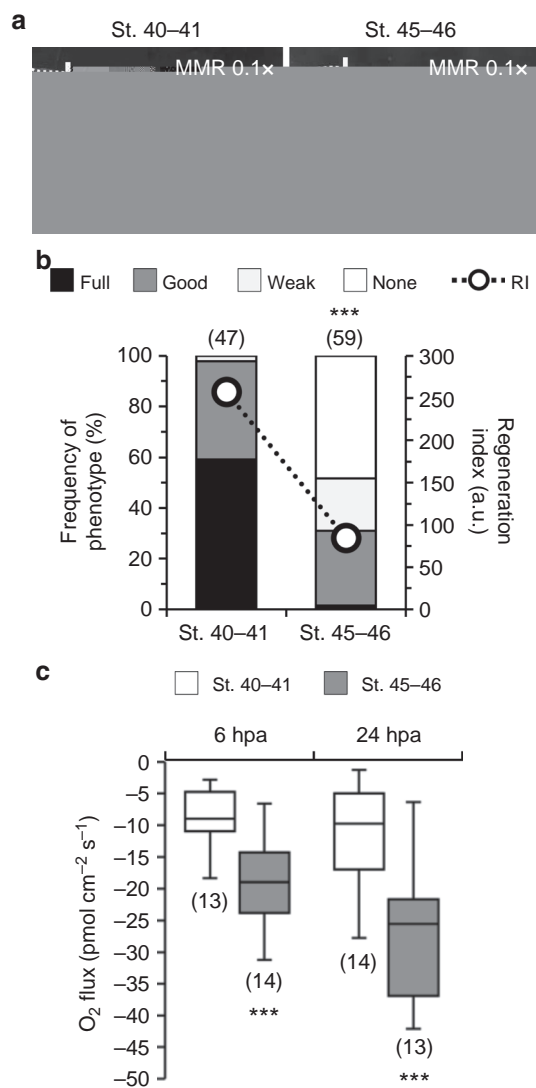 a
St. 40–41 St. 45–46
MMR 0.1× MMR 0.1×
b
Full Good Weak None RI
***
(47) (59)
100 300
250
80
200
60
150
40
100
20
50
0 0
Frequency of
phenotype (%)
Regeneration
index (a.u.)
St. 40–41 St. 45–46
c
St. 40–41 St. 45–46
6 hpa 24 hpa
O2 flux (pmol cm−2 s−1)
0
−5
−10
−15
−20
−25
−30
−35
−40
−45
−50
(13)
(14)
***
(14)
(13)
***